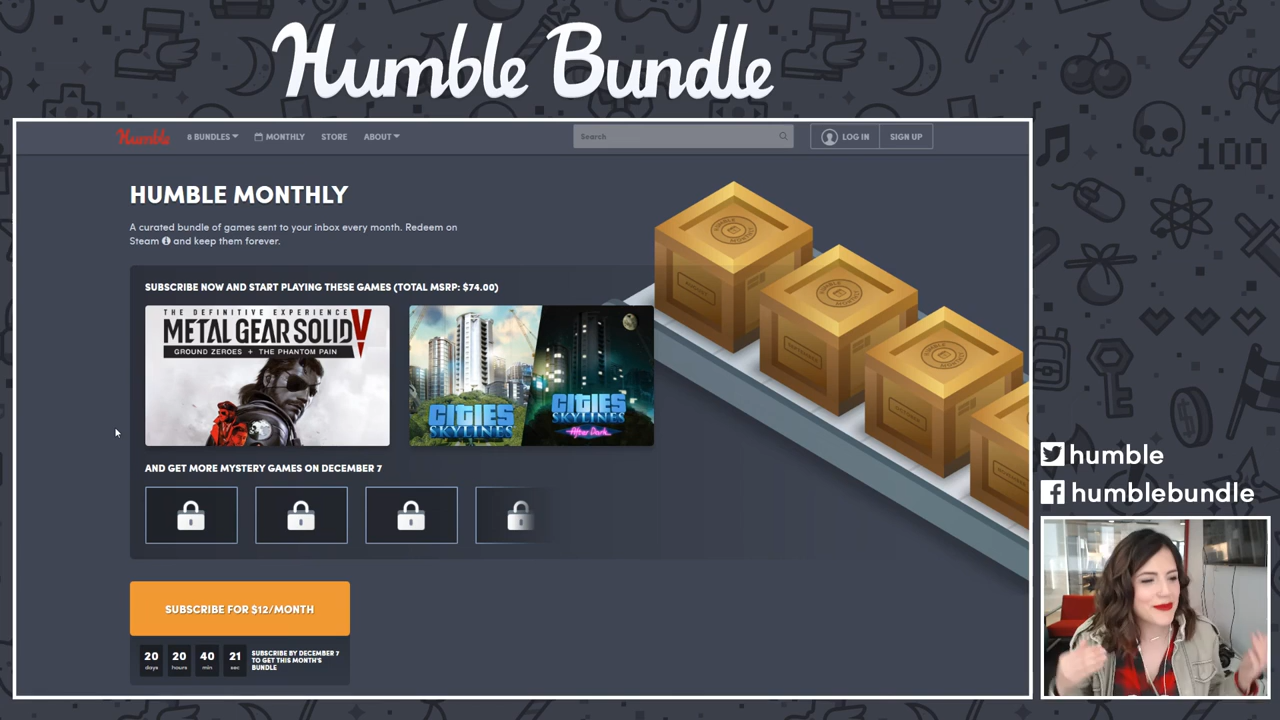 Humble Bundle
Humble
8 BUNDLES
MONTHLY
STORE
ABOUT
Search
LOG IN
SIGN UP
HUMBLE MONTHLY
A curated bundle of games sent to your inbox every month. Redeem on
Steam and keep them forever.
SUBSCRIBE NOW AND START PLAYING THESE GAMES (TOTAL MSRP: $74.00)
THE DEFINITIVE EXPERIENCE
METAL GEAR SOLID V
GROUND ZEROES + THE PHANTOM PAIN
CITIES
SKYLINES
CITIES
SKYLINES
After Dark
AND GET MORE MYSTERY GAMES ON DECEMBER 7
SUBSCRIBE FOR $12/MONTH
20
days
20
hours
40
min
21
sec
SUBSCRIBE BY DECEMBER 7
TO GET THIS MONTH'S
BUNDLE
100
humble
humblebundle